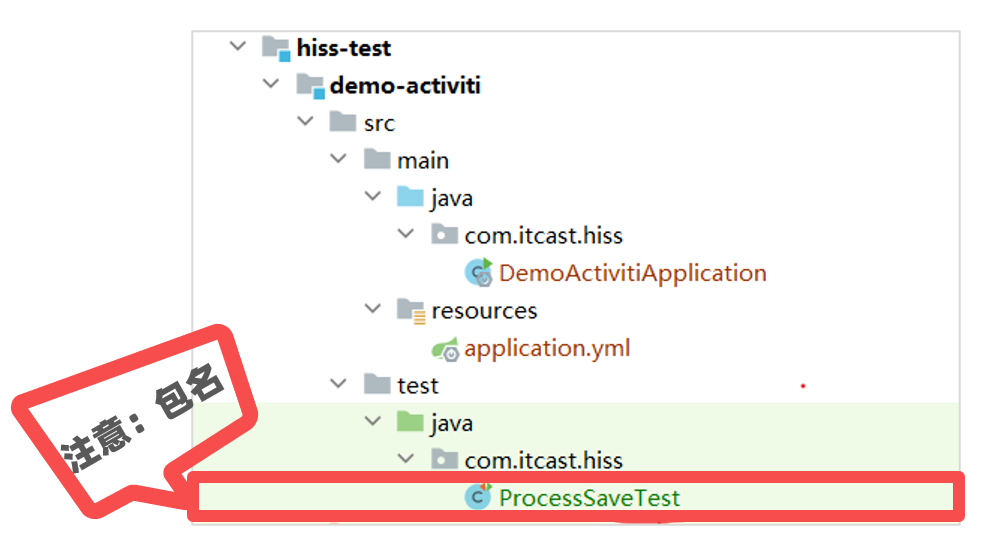 hiss-test
demo-activiti
src
main
java
com.itcast.hiss
DemoActivitiApplication
resources
application.yml
test
java
com.itcast.hiss
ProcessSaveTest
注意：包名